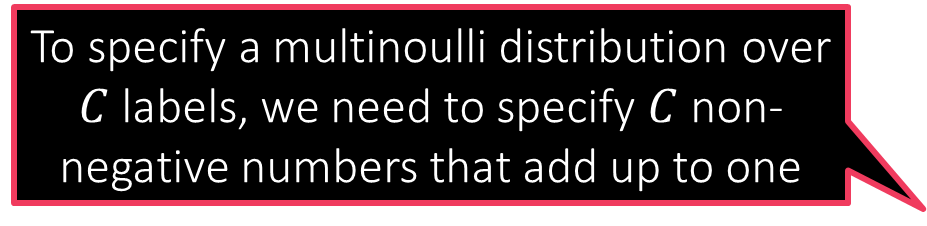 To specify a multinoulli distribution over
C labels, we need to specify C non-
negative numbers that add up to one